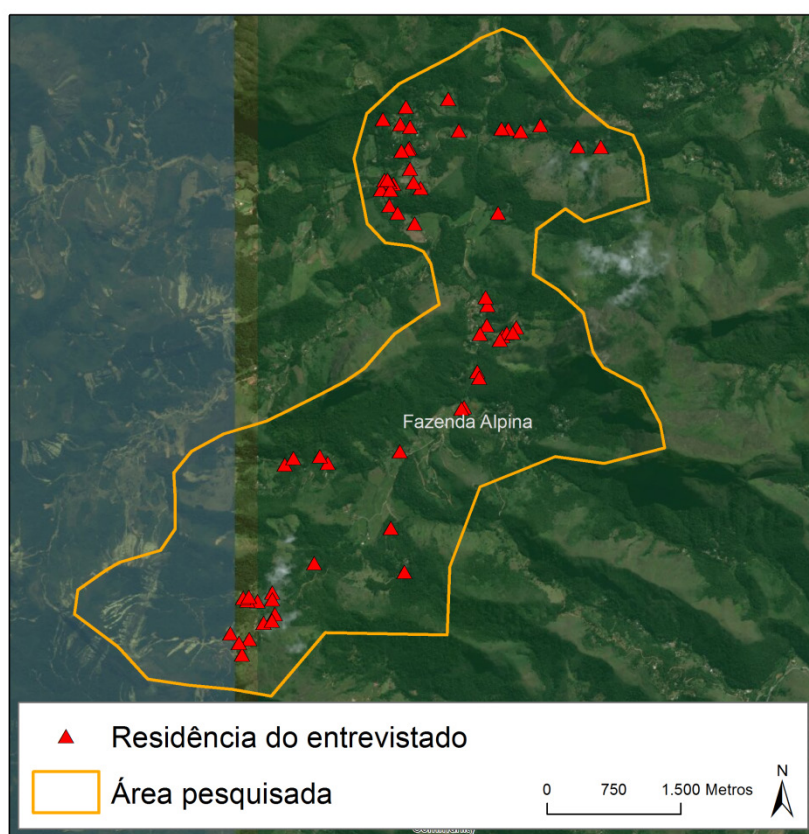 Fazenda Alpina
Residência do entrevistado
Área pesquisada
0 750 1.500 Metros
N